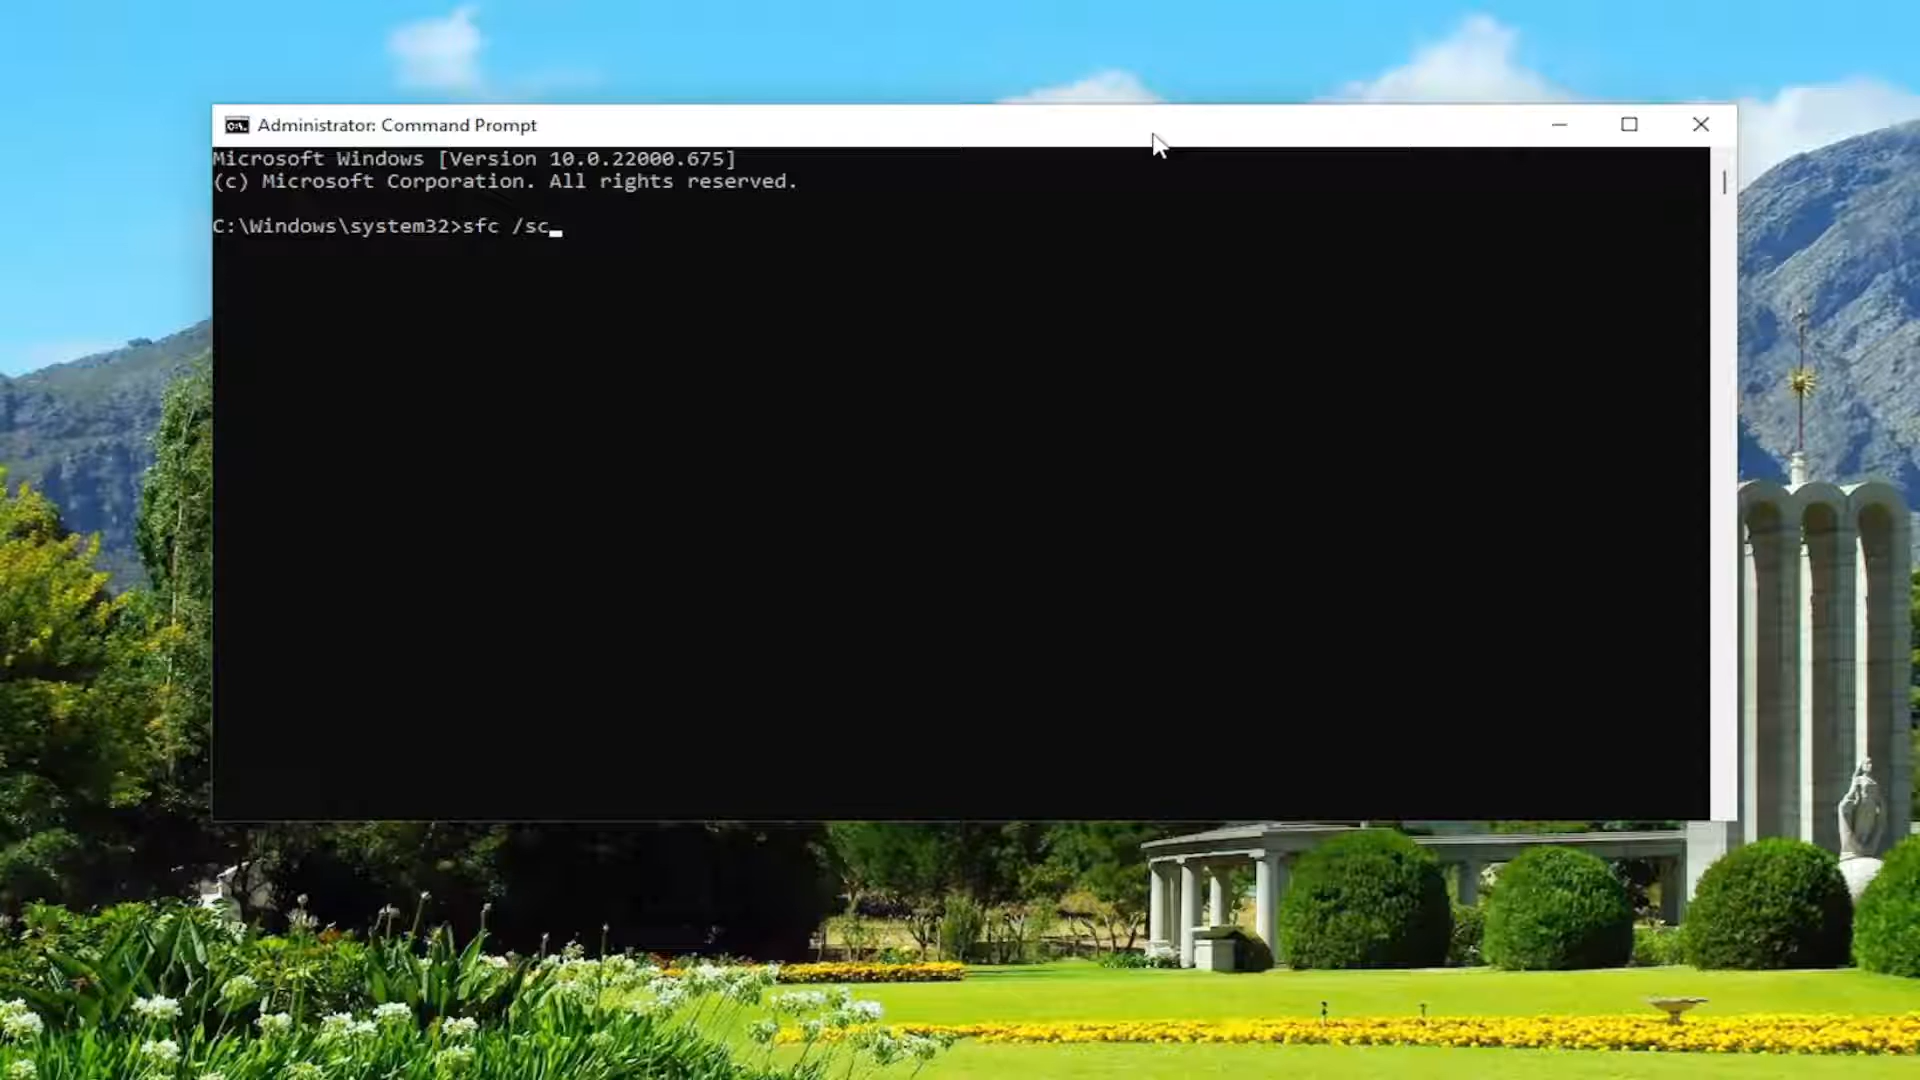 Administrator: Command Prompt
Microsoft Windows [Version 10.0.22000.675]
(c) Microsoft Corporation. All rights reserved.
C:\Windows\system32>sfc /sc